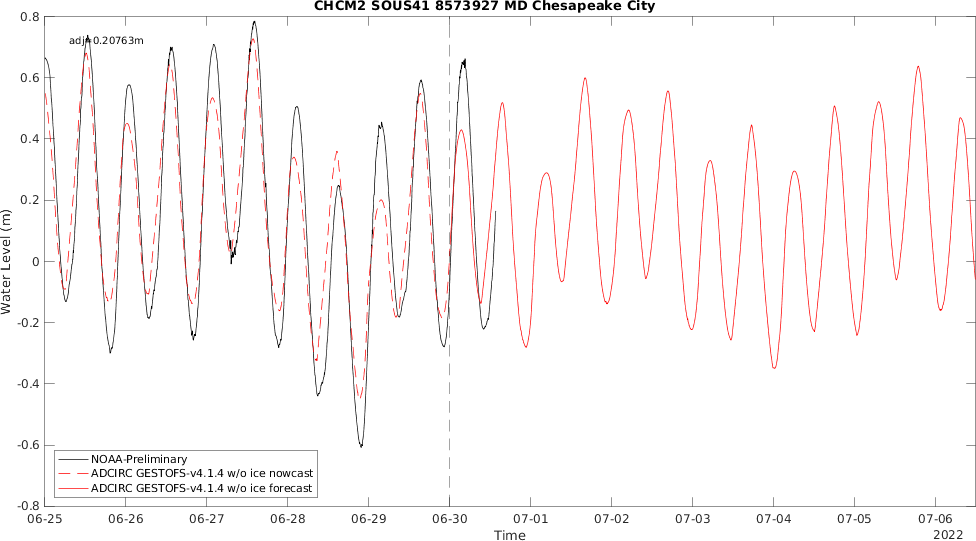 CHCM2 SOUS41 8573927 MD Chesapeake City
adj=0.20763m
0.8
0.6
0.4
0.2
0
-0.2
-0.4
-0.6
-0.8
Water Level (m)
NOAA-Preliminary
ADCIRC GESTOFS-v4.1.4 w/o ice nowcast
ADCIRC GESTOFS-v4.1.4 w/o ice forecast
06-25 06-26 06-27 06-28 06-29 06-30 07-01 07-02 07-03 07-04 07-05 07-06
Time
2022